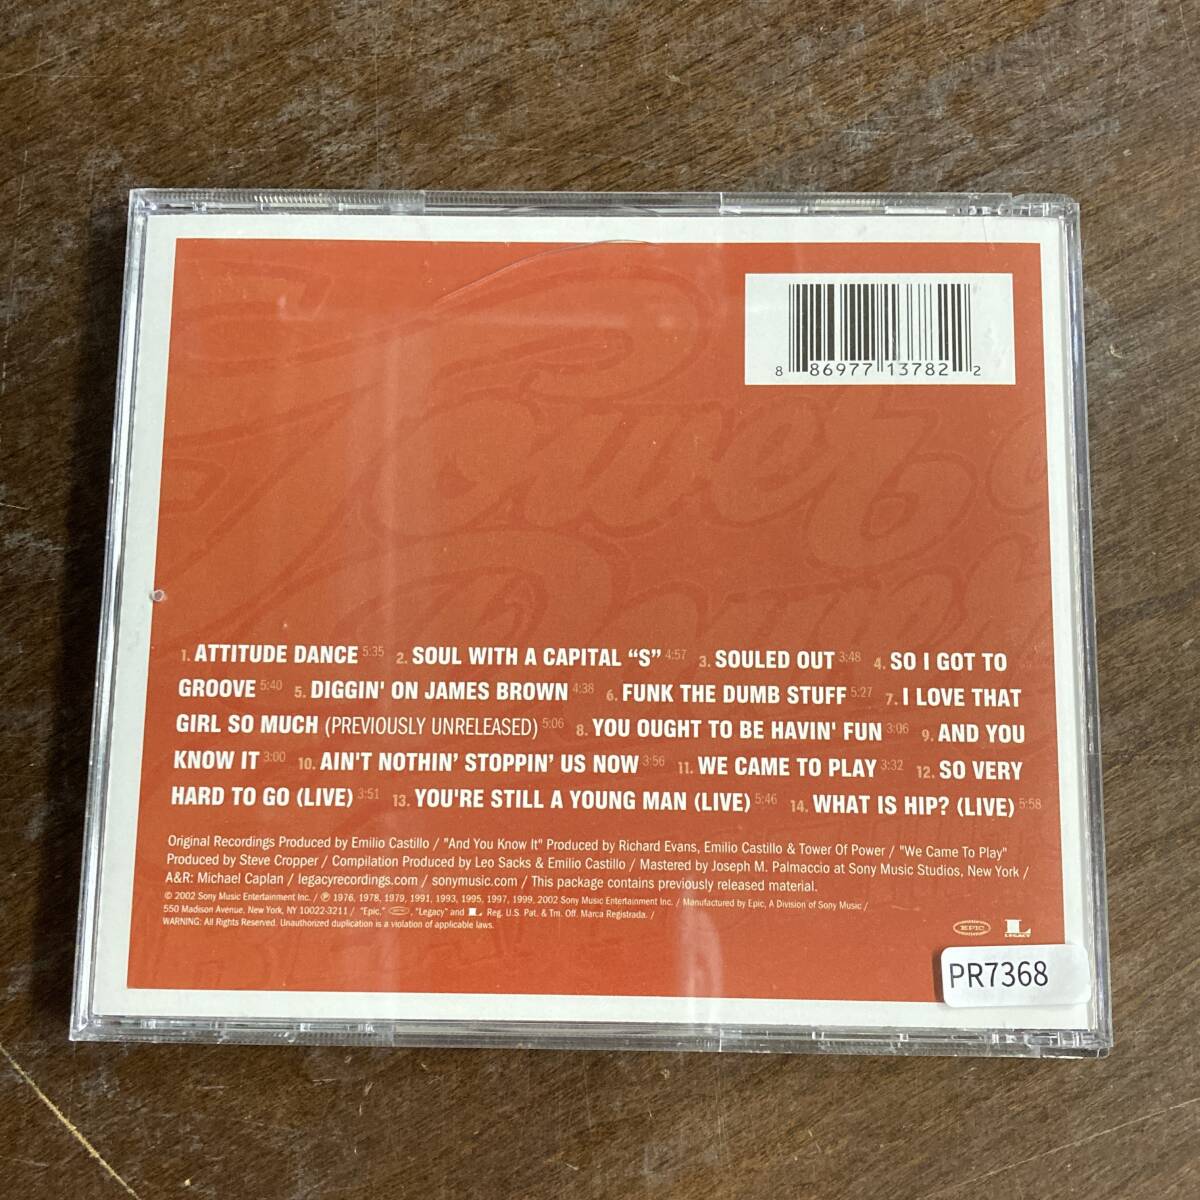 8 86977 13782 2
Tower of
Power
1. ATTITUDE DANCE 5:35 2. SOUL WITH A CAPITAL “S” 4:57 3. SOULED OUT 3:48 4. SO I GOT TO
GROOVE 5:40 5. DIGGIN' ON JAMES BROWN 4:38 6. FUNK THE DUMB STUFF 5:27 7. I LOVE THAT
GIRL SO MUCH (PREVIOUSLY UNRELEASED) 5:06 8. YOU OUGHT TO BE HAVIN' FUN 3:06 9. AND YOU
KNOW IT 3:00 10. AIN'T NOTHIN’ STOPPIN’ US NOW 3:56 11. WE CAME TO PLAY 3:32 12. SO VERY
HARD TO GO (LIVE) 3:51 13. YOU'RE STILL A YOUNG MAN (LIVE) 5:46 14. WHAT IS HIP? (LIVE) 5:58
Original Recordings Produced by Emilio Castillo / "And You Know It" Produced by Richard Evans, Emilio Castillo & Tower Of Power / "We Came To Play"
Produced by Steve Cropper / Compilation Produced by Leo Sacks & Emilio Castillo / Mastered by Joseph M. Palmaccio at Sony Music Studios, New York /
A&R: Michael Caplan / legacyrecordings.com / sonymusic.com / This package contains previously released material.
© 2002 Sony Music Entertainment Inc. / ℗ 1976, 1978, 1979, 1991, 1993, 1995, 1997, 1999, 2002 Sony Music Entertainment Inc. / Manufactured by Epic, A Division of Sony Music /
550 Madison Avenue, New York, NY 10022-3211 / "Epic," EPIC, "Legacy" and L Reg. U.S. Pat. & Tm. Off. Marca Registrada. /
WARNING: All Rights Reserved. Unauthorized duplication is a violation of applicable laws.
EPIC
L LEGACY
PR7368